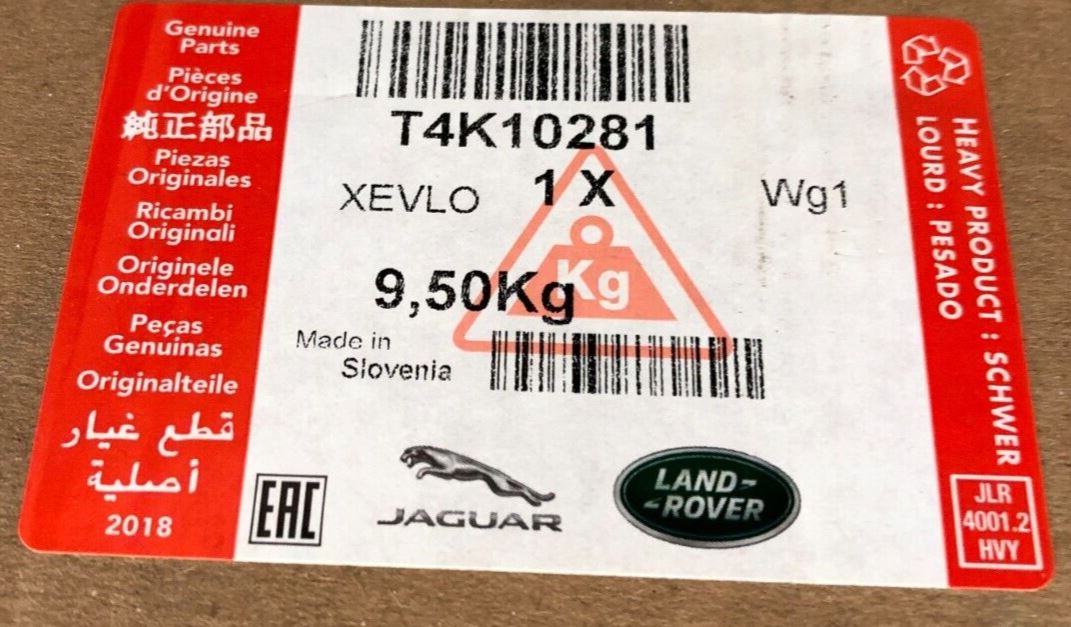 Genuine
Parts
Pièces
d'Origine
純正部品
Piezas
Originales
Ricambi
Originali
Originele
Onderdelen
Peças
Genuinas
Originalteile
قطع غيار
أصلية
2018
T4K10281
XEVLO 1 X Wg1
Kg
9,50Kg
Made in
Slovenia
EAC
JAGUAR
LAND-
-ROVER
HEAVY PRODUCT : SCHWER
LOURD : PESADO
JLR
4001.2
HVY